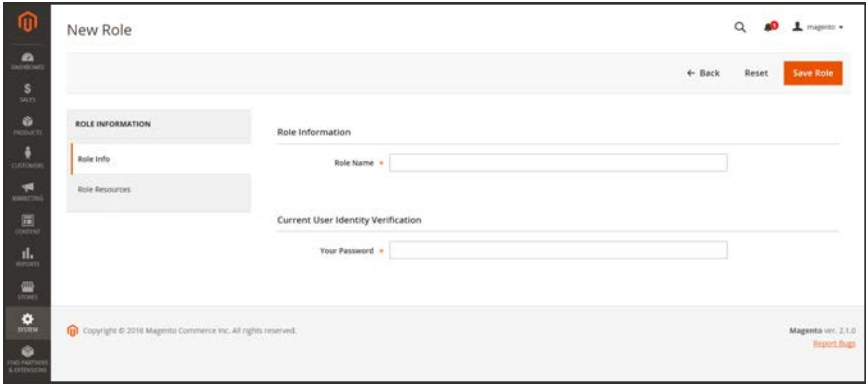 New Role
magento
← Back Reset Save Role
DASHBOARD
SALES
PRODUCTS
CUSTOMERS
MARKETING
CONTENT
REPORTS
STORES
SYSTEM
FIND PARTNERS
& EXTENSIONS
ROLE INFORMATION
Role Info
Role Resources
Role Information
Role Name *
Current User Identity Verification
Your Password *
Copyright © 2016 Magento Commerce Inc. All rights reserved.
Magento ver. 2.1.0
Report Bugs